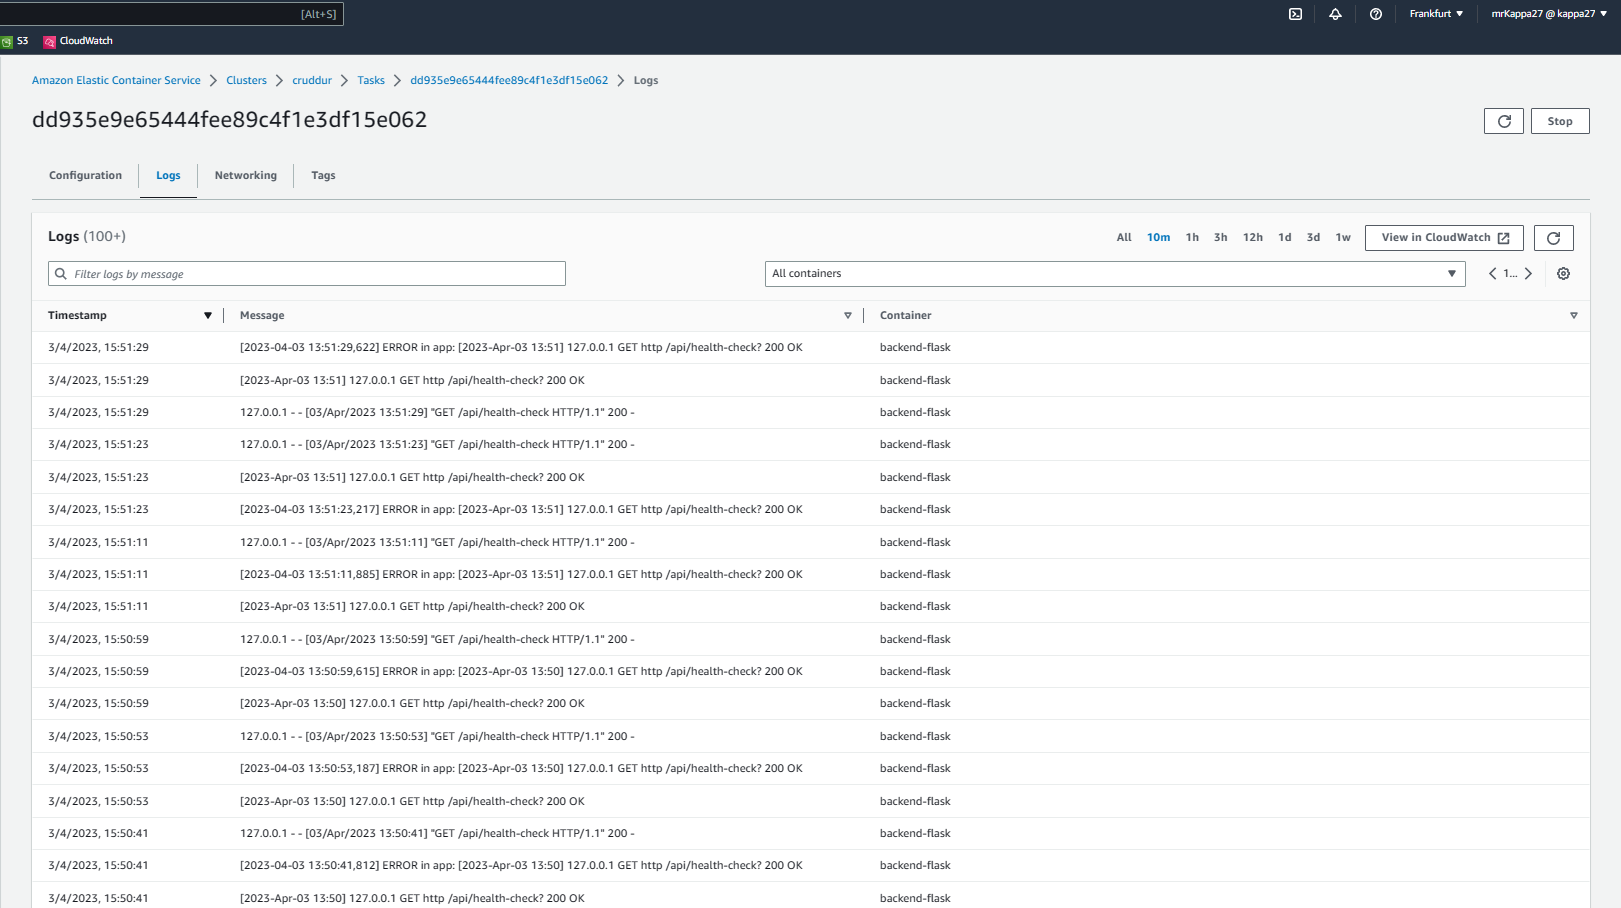 [Alt+S] Frankfurt ▼ mrKappa27 @ kappa27 ▼
S3 CloudWatch
Amazon Elastic Container Service > Clusters > cruddur > Tasks > dd935e9e65444fee89c4f1e3df15e062 > Logs
dd935e9e65444fee89c4f1e3df15e062 Stop
Configuration Logs Networking Tags
Logs (100+) All 10m 1h 3h 12h 1d 3d 1w View in CloudWatch
Filter logs by message All containers 1...
Timestamp Message Container
3/4/2023, 15:51:29 [2023-04-03 13:51:29,622] ERROR in app: [2023-Apr-03 13:51] 127.0.0.1 GET http /api/health-check? 200 OK backend-flask
3/4/2023, 15:51:29 [2023-Apr-03 13:51] 127.0.0.1 GET http /api/health-check? 200 OK backend-flask
3/4/2023, 15:51:29 127.0.0.1 - - [03/Apr/2023 13:51:29] "GET /api/health-check HTTP/1.1" 200 - backend-flask
3/4/2023, 15:51:23 127.0.0.1 - - [03/Apr/2023 13:51:23] "GET /api/health-check HTTP/1.1" 200 - backend-flask
3/4/2023, 15:51:23 [2023-Apr-03 13:51] 127.0.0.1 GET http /api/health-check? 200 OK backend-flask
3/4/2023, 15:51:23 [2023-04-03 13:51:23,217] ERROR in app: [2023-Apr-03 13:51] 127.0.0.1 GET http /api/health-check? 200 OK backend-flask
3/4/2023, 15:51:11 127.0.0.1 - - [03/Apr/2023 13:51:11] "GET /api/health-check HTTP/1.1" 200 - backend-flask
3/4/2023, 15:51:11 [2023-04-03 13:51:11,885] ERROR in app: [2023-Apr-03 13:51] 127.0.0.1 GET http /api/health-check? 200 OK backend-flask
3/4/2023, 15:51:11 [2023-Apr-03 13:51] 127.0.0.1 GET http /api/health-check? 200 OK backend-flask
3/4/2023, 15:50:59 127.0.0.1 - - [03/Apr/2023 13:50:59] "GET /api/health-check HTTP/1.1" 200 - backend-flask
3/4/2023, 15:50:59 [2023-04-03 13:50:59,615] ERROR in app: [2023-Apr-03 13:50] 127.0.0.1 GET http /api/health-check? 200 OK backend-flask
3/4/2023, 15:50:59 [2023-Apr-03 13:50] 127.0.0.1 GET http /api/health-check? 200 OK backend-flask
3/4/2023, 15:50:53 127.0.0.1 - - [03/Apr/2023 13:50:53] "GET /api/health-check HTTP/1.1" 200 - backend-flask
3/4/2023, 15:50:53 [2023-04-03 13:50:53,187] ERROR in app: [2023-Apr-03 13:50] 127.0.0.1 GET http /api/health-check? 200 OK backend-flask
3/4/2023, 15:50:53 [2023-Apr-03 13:50] 127.0.0.1 GET http /api/health-check? 200 OK backend-flask
3/4/2023, 15:50:41 127.0.0.1 - - [03/Apr/2023 13:50:41] "GET /api/health-check HTTP/1.1" 200 - backend-flask
3/4/2023, 15:50:41 [2023-04-03 13:50:41,812] ERROR in app: [2023-Apr-03 13:50] 127.0.0.1 GET http /api/health-check? 200 OK backend-flask
3/4/2023, 15:50:41 [2023-Apr-03 13:50] 127.0.0.1 GET http /api/health-check? 200 OK backend-flask